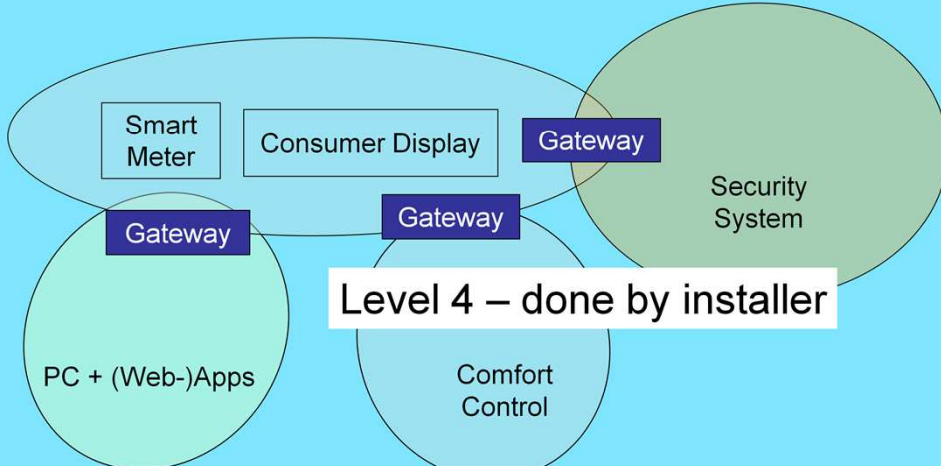 Smart
Meter
Consumer Display
Gateway
Security
System
Gateway
Gateway
Level 4 – done by installer
PC + (Web-)Apps
Comfort
Control